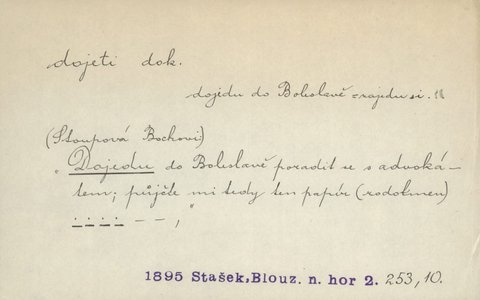 dojeti dok.
dojedu do Boleslavě = zajedu si.
(Stoupová Bochovi:)
"Dojedu do Boleslavě poradit se s advoká-
tem; půjčte mi tedy ten papír (rodokmen)
.... – –, "
1895 Stašek, Blouz. n. hor 2. 253,10.